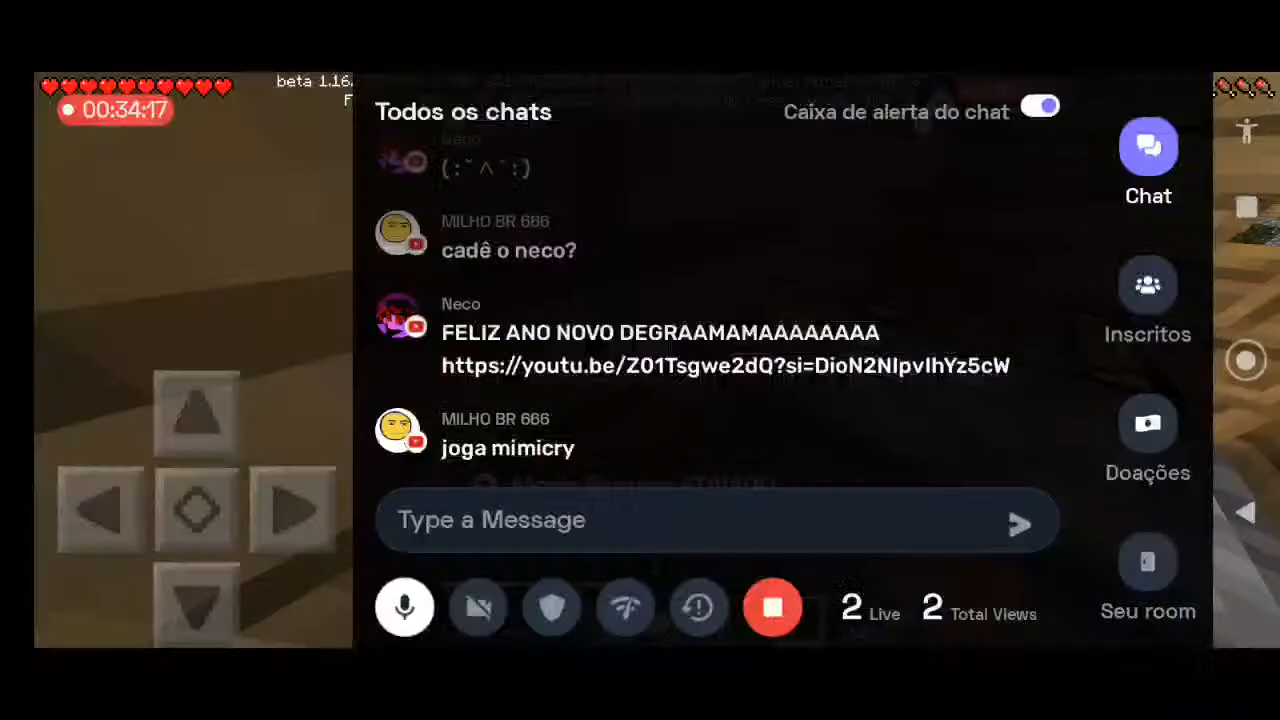 beta 1.16.
00:34:17
Todos os chats
Caixa de alerta do chat
Neco
(:˘^˘:)
MILHO BR 666
cadê o neco?
Neco
FELIZ ANO NOVO DEGRAAMAMAAAAAAAA
https://youtu.be/Z01Tsgwe2dQ?si=DioN2NIpvIhYz5cW
MILHO BR 666
joga mimicry
Type a Message
2 Live 2 Total Views
Chat
Inscritos
Doações
Seu room